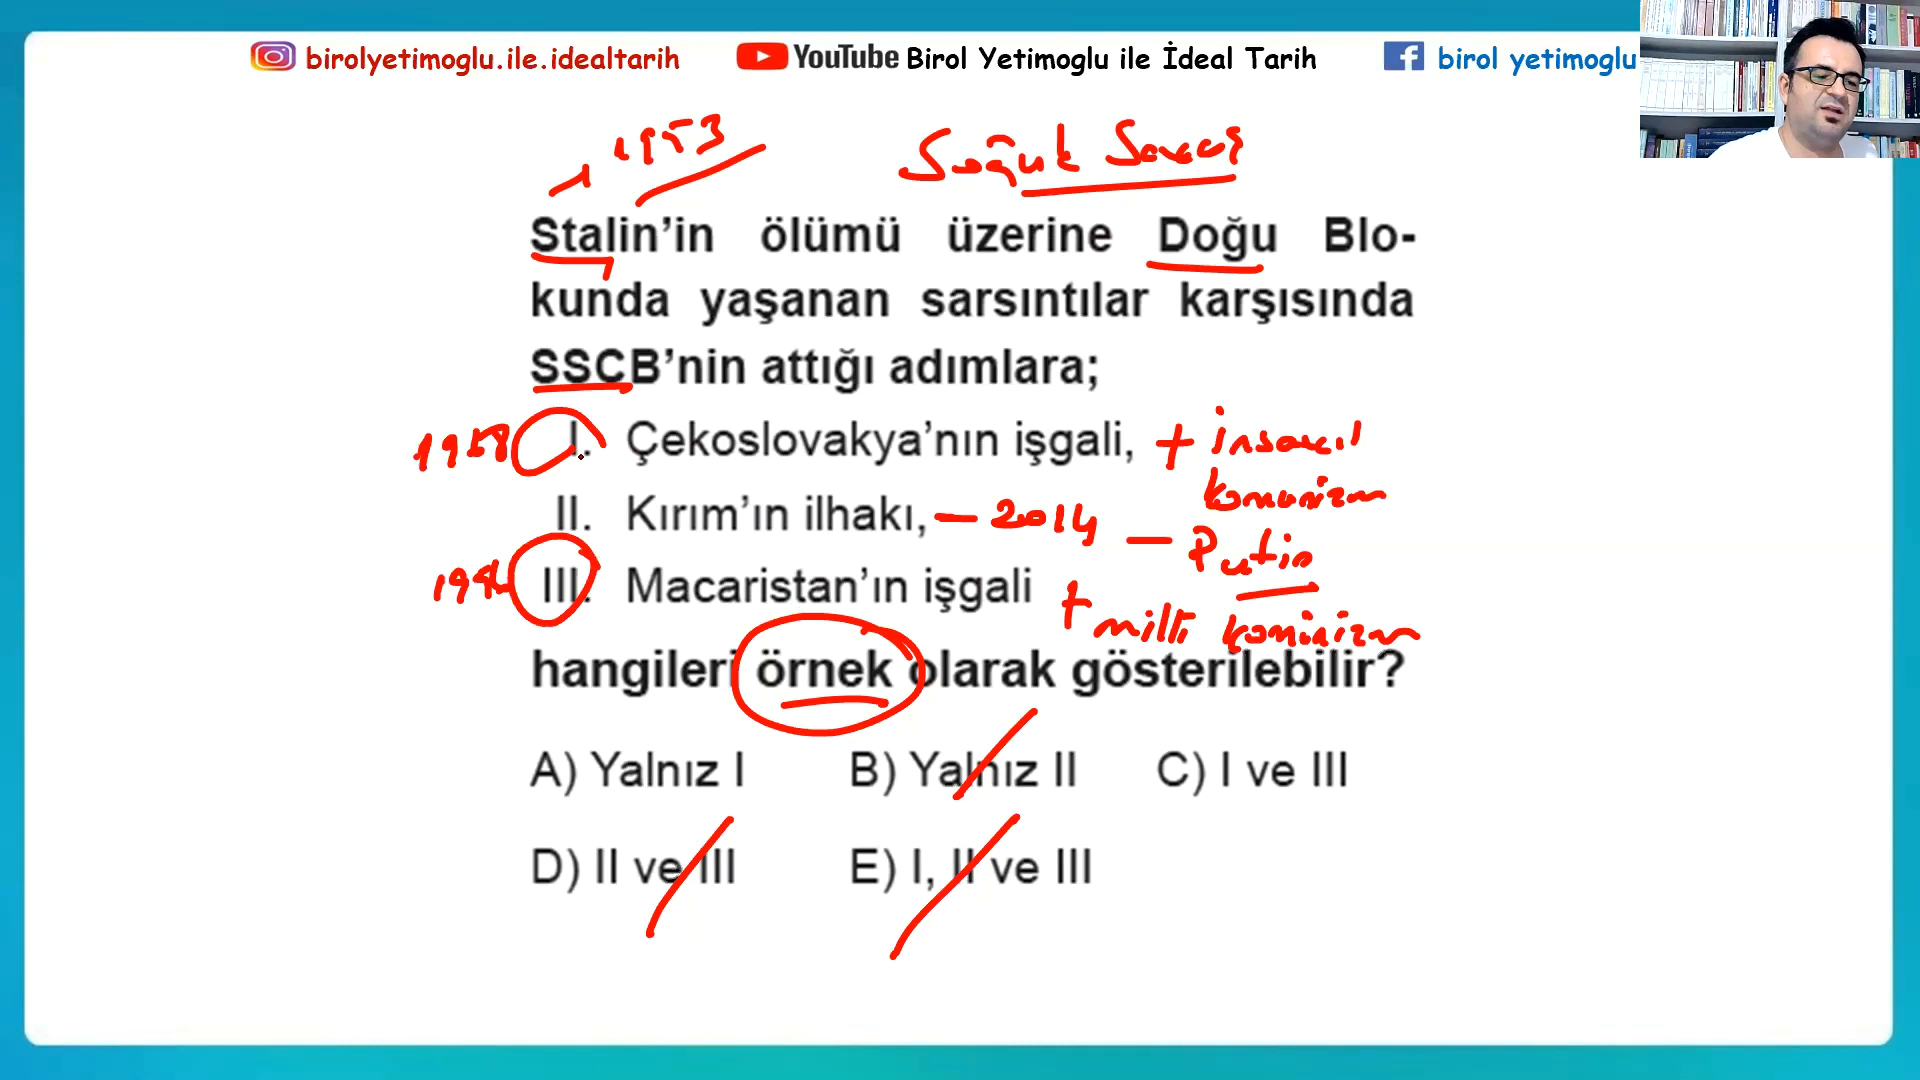 birolyetimoglu.ile.idealtarih YouTube Birol Yetimoglu ile İdeal Tarih birol yetimoglu
1953 Soğuk Savaş
Stalin'in ölümü üzerine Doğu Blo-
kunda yaşanan sarsıntılar karşısında
SSCB'nin attığı adımlara;
I. Çekoslovakya'nın işgali, + insancıl
komunizm
II. Kırım'ın ilhakı, – 2014 – Putin
III. Macaristan'ın işgali
+ milli kominizm
hangileri örnek olarak gösterilebilir?
A) Yalnız I B) Yalnız II C) I ve III
D) II ve III E) I, II ve III